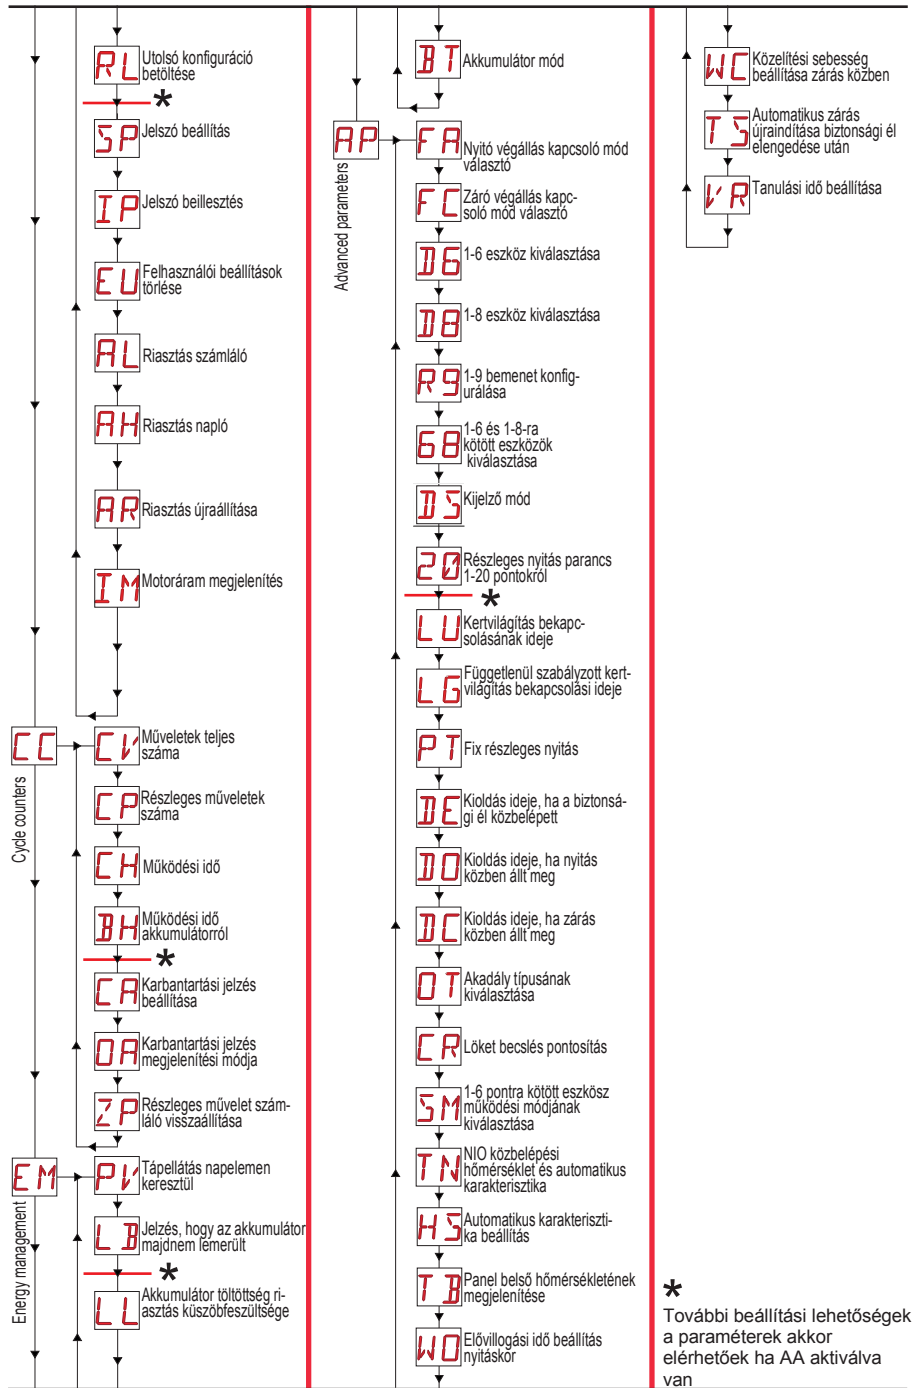 RL
Utolsó konfiguráció
betöltése
*
SP
Jelszó beállítás
IP
Jelszó beillesztés
EU
Felhasználói beállítások
törlése
AL
Riasztás számláló
AH
Riasztás napló
AR
Riasztás újraállítása
IM
Motoráram megjelenítés
CC
Cycle counters
CV
Műveletek teljes
száma
CP
Részleges műveletek
száma
CH
Működési idő
BH
Működési idő
akkumulátorról
*
CA
Karbantartási jelzés
beállítása
OA
Karbantartási jelzés
megjelenítési módja
ZP
Részleges művelet szám-
láló visszaállítása
EM
Energy management
PV
Tápellátás napelemen
keresztül
LB
Jelzés, hogy az akkumulátor
majdnem lemerült
*
LL
Akkumulátor töltöttség ri-
asztás küszöbfeszültsége
BT
Akkumulátor mód
AP
Advanced parameters
FA
Nyitó végállás kapcsoló mód
választó
FC
Záró végállás kapc-
soló mód választó
D6
1-6 eszköz kiválasztása
D8
1-8 eszköz kiválasztása
R9
1-9 bemenet konfig-
urálása
68
1-6 és 1-8-ra
kötött eszközök
kiválasztása
DS
Kijelző mód
20
Részleges nyitás parancs
1-20 pontokról
*
LU
Kertvilágítás bekapc-
solásának ideje
LG
Függetlenül szabályzott kert-
világítás bekapcsolási ideje
PT
Fix részleges nyitás
DE
Kioldás ideje, ha a biztonsá-
gi él közbelépett
DO
Kioldás ideje, ha nyitás
közben állt meg
DC
Kioldás ideje, ha zárás
közben állt meg
OT
Akadály típusának
kiválasztása
CR
Löket becslés pontosítás
SM
1-6 pontra kötött eszkösz
működési módjának
kiválasztása
TN
NIO közbelépési
hőmérséklet és automatikus
karakterisztika
HS
Automatikus karakteriszti-
ka beállítás
TB
Panel belső hőmérsékletének
megjelenítése
WO
Elővillogási idő beállítás
nyitáskor
WC
Közelítési sebesség
beállítása zárás közben
TS
Automatikus zárás
újraindítása biztonsági él
elengedése után
VR
Tanulási idő beállítása
*
További beállítási lehetőségek
a paraméterek akkor
elérhetőek ha AA aktiválva
van